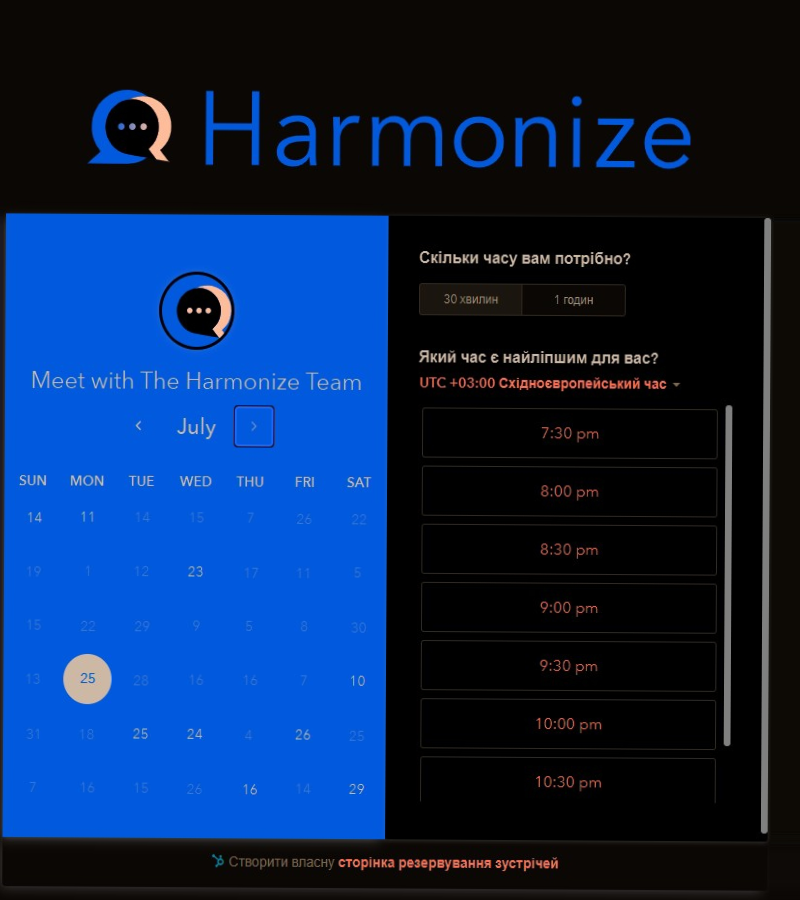 Harmonize
Meet with The Harmonize Team
July
SUN MON TUE WED THU FRI SAT
14 11 14 15 7 26 22
19 1 12 23 17 11 5
15 22 29 9 5 8 30
13 25 28 16 16 7 10
31 18 25 24 4 26 25
7 16 15 26 16 14 29
Скільки часу вам потрібно?
30 хвилин 1 годин
Який час є найліпшим для вас?
UTC +03:00 Східноєвропейський час
7:30 pm
8:00 pm
8:30 pm
9:00 pm
9:30 pm
10:00 pm
10:30 pm
Створити власну сторінка резервування зустрічей